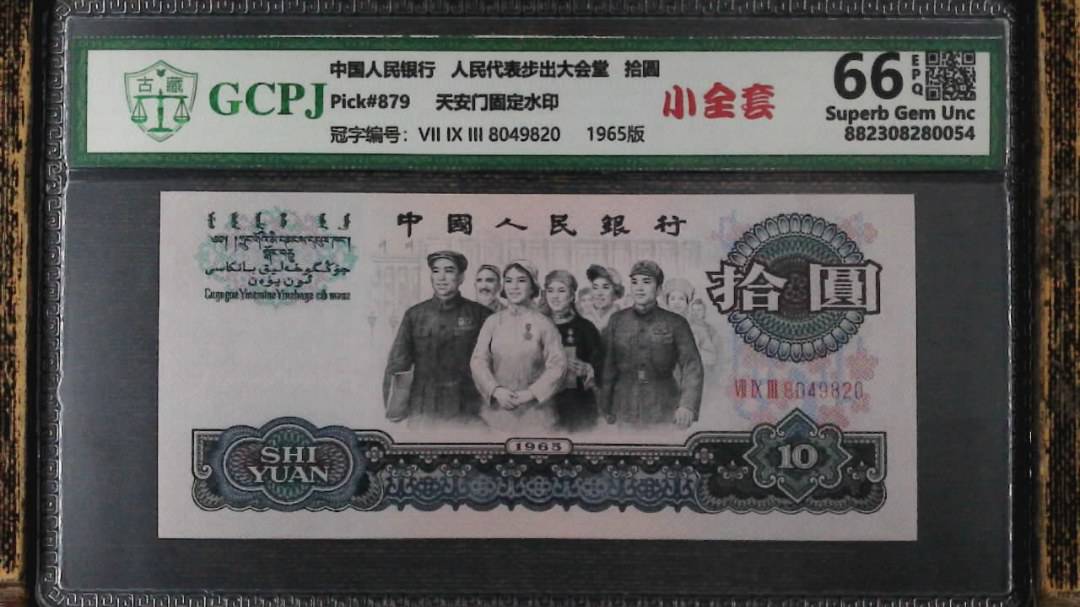 古藏
GCPJ
中国人民银行 人民代表步出大会堂 拾圆
Pick#879 天安门固定水印
冠字编号: VII IX III 8049820 1965版
小全套
66 EPQ
Superb Gem Unc
882308280054
中國人民銀行
拾圓
VII IX III 8049820
1965
SHI
YUAN
10